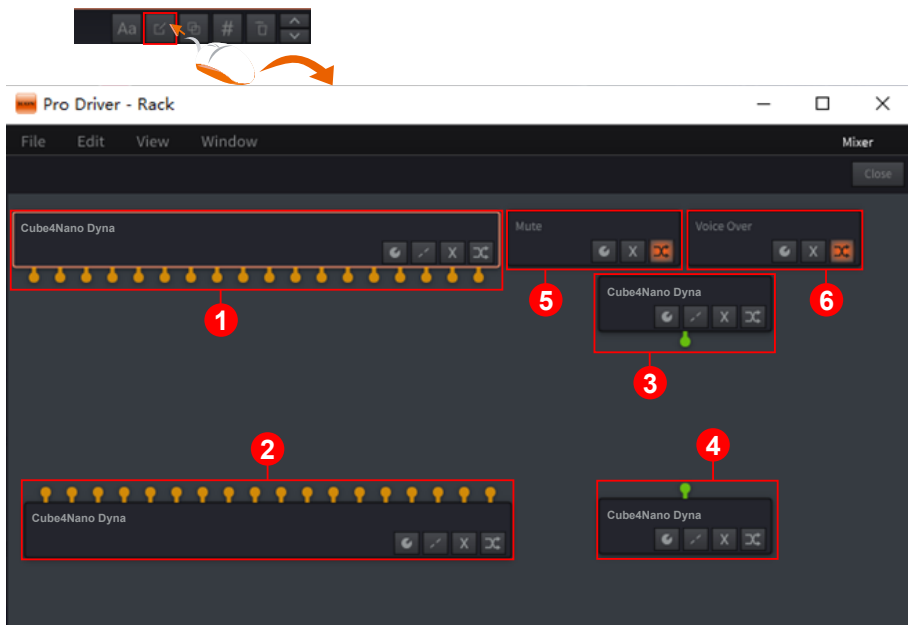 Aa #
Pro Driver - Rack
File Edit View Window Mixer
Close
Cube4Nano Dyna
X
1
Mute
X
5
Voice Over
X
6
Cube4Nano Dyna
X
3
2
Cube4Nano Dyna
X
4
Cube4Nano Dyna
X